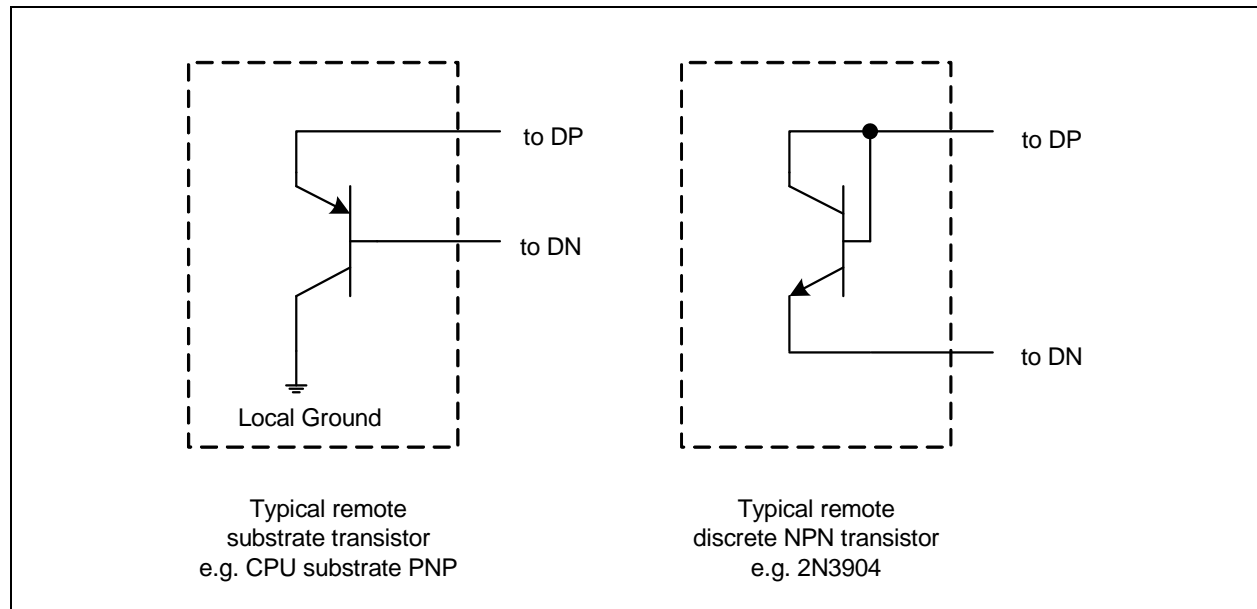 to DP
to DN
Local Ground
Typical remote
substrate transistor
e.g. CPU substrate PNP
to DP
to DN
Typical remote
discrete NPN transistor
e.g. 2N3904